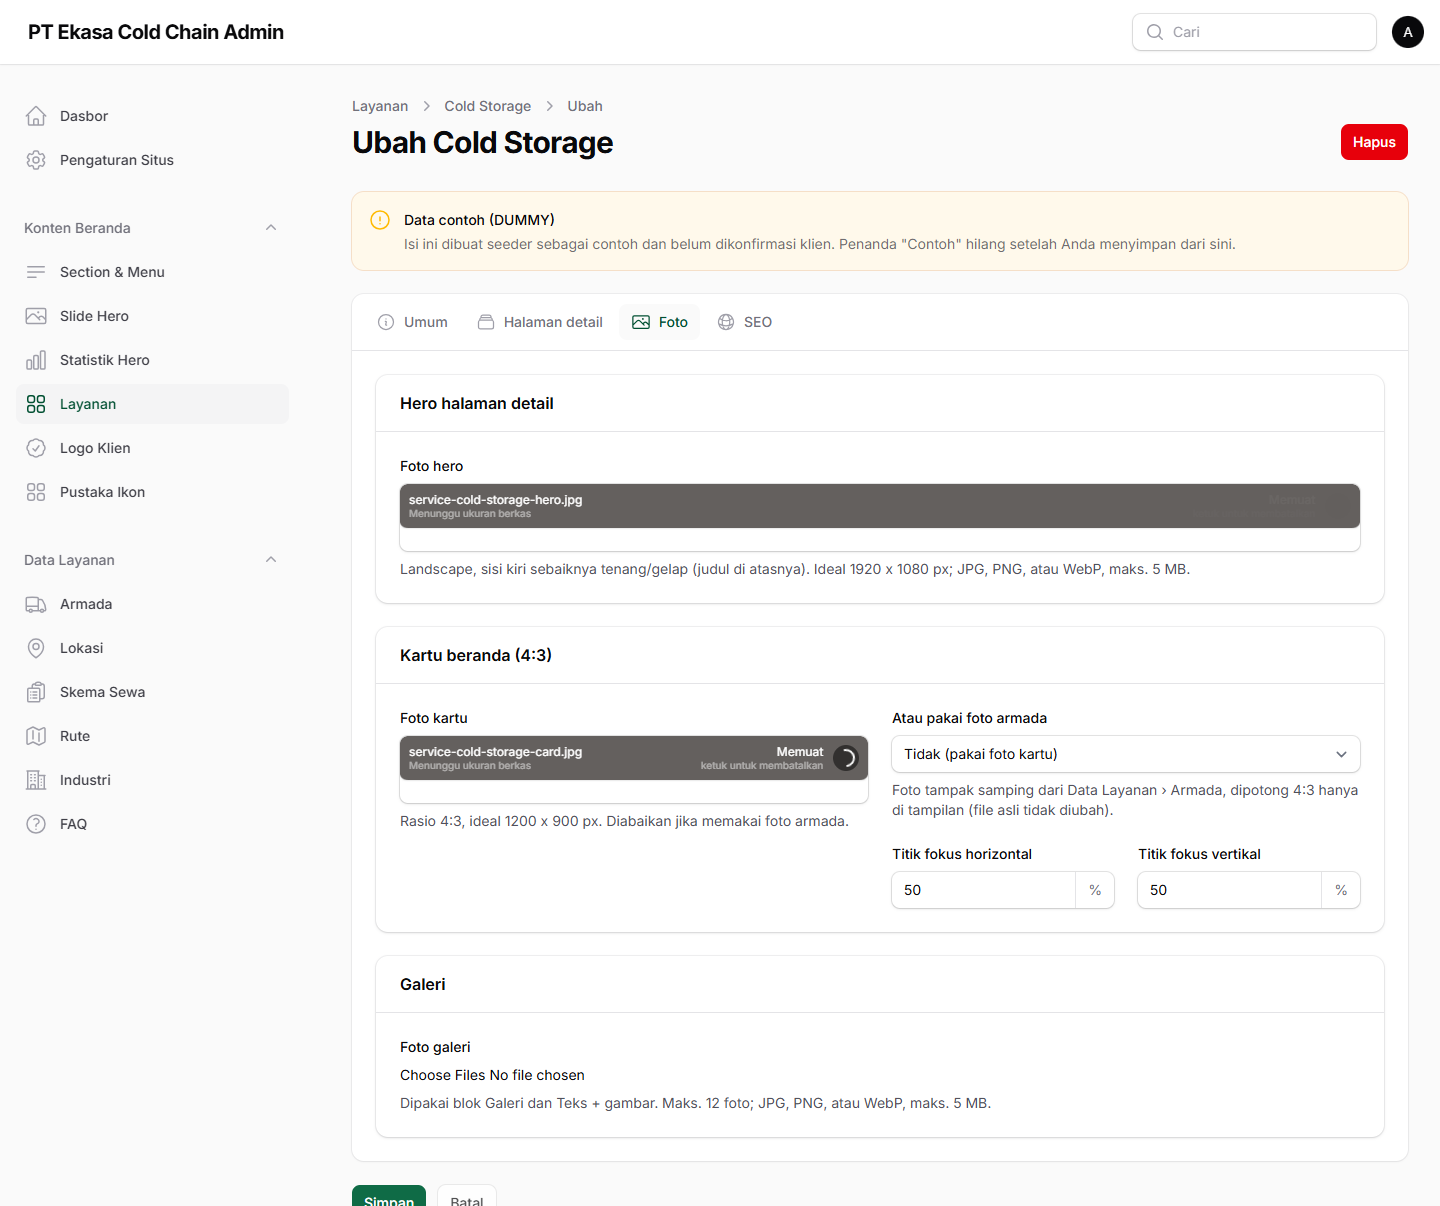 PT Ekasa Cold Chain Admin
Cari
A
Dasbor
Pengaturan Situs
Konten Beranda
Section & Menu
Slide Hero
Statistik Hero
Layanan
Logo Klien
Pustaka Ikon
Data Layanan
Armada
Lokasi
Skema Sewa
Rute
Industri
FAQ
Layanan > Cold Storage > Ubah
Ubah Cold Storage
Hapus
Data contoh (DUMMY)
Isi ini dibuat seeder sebagai contoh dan belum dikonfirmasi klien. Penanda "Contoh" hilang setelah Anda menyimpan dari sini.
Umum
Halaman detail
Foto
SEO
Hero halaman detail
Foto hero
service-cold-storage-hero.jpg
Menunggu ukuran berkas
Memuat
Landscape, sisi kiri sebaiknya tenang/gelap (judul di atasnya). Ideal 1920 x 1080 px; JPG, PNG, atau WebP, maks. 5 MB.
Kartu beranda (4:3)
Foto kartu
service-cold-storage-card.jpg
Menunggu ukuran berkas
Memuat
ketuk untuk membatalkan
Rasio 4:3, ideal 1200 x 900 px. Diabaikan jika memakai foto armada.
Atau pakai foto armada
Tidak (pakai foto kartu)
Foto tampak samping dari Data Layanan › Armada, dipotong 4:3 hanya
di tampilan (file asli tidak diubah).
Titik fokus horizontal
50 %
Titik fokus vertikal
50 %
Galeri
Foto galeri
Choose Files No file chosen
Dipakai blok Galeri dan Teks + gambar. Maks. 12 foto; JPG, PNG, atau WebP, maks. 5 MB.
Simpan
Batal